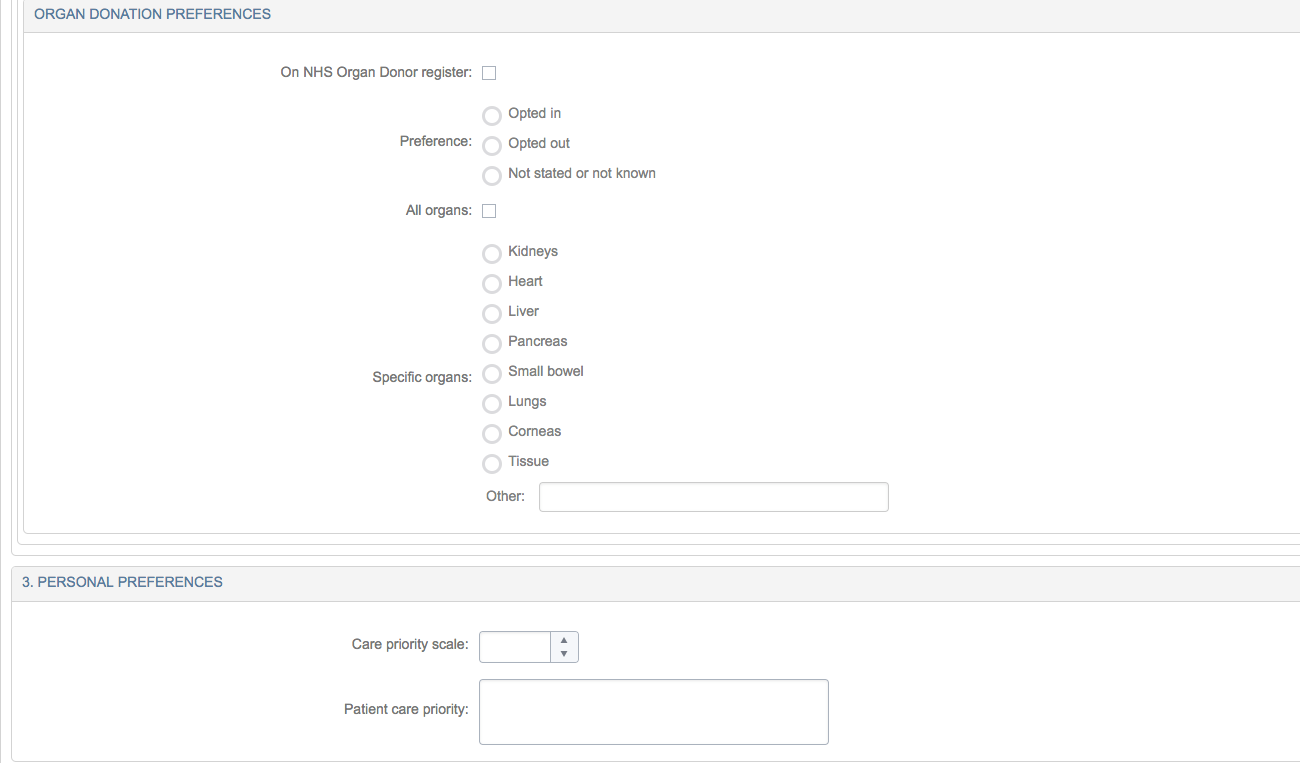 ORGAN DONATION PREFERENCES
On NHS Organ Donor register:
Preference:
Opted in
Opted out
Not stated or not known
All organs:
Specific organs:
Kidneys
Heart
Liver
Pancreas
Small bowel
Lungs
Corneas
Tissue
Other:
3. PERSONAL PREFERENCES
Care priority scale:
Patient care priority: